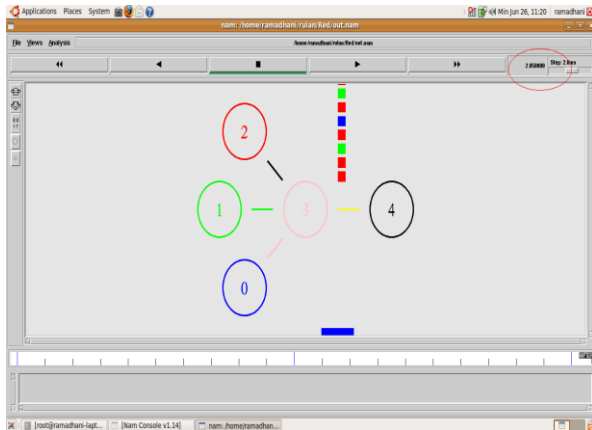 Applications Places System Min Jun 26, 11:20 ramadhani
nam: /home/ramadhani/rulan/Red/out.nam
File Views Analysis /home/ramadhani/rulan/Red/out.nam
2.050000 Step: 2.0ms
2
1 3 4
0
[root@ramadhani-lapt... [Nam Console v1.14] nam: /home/ramadhan...